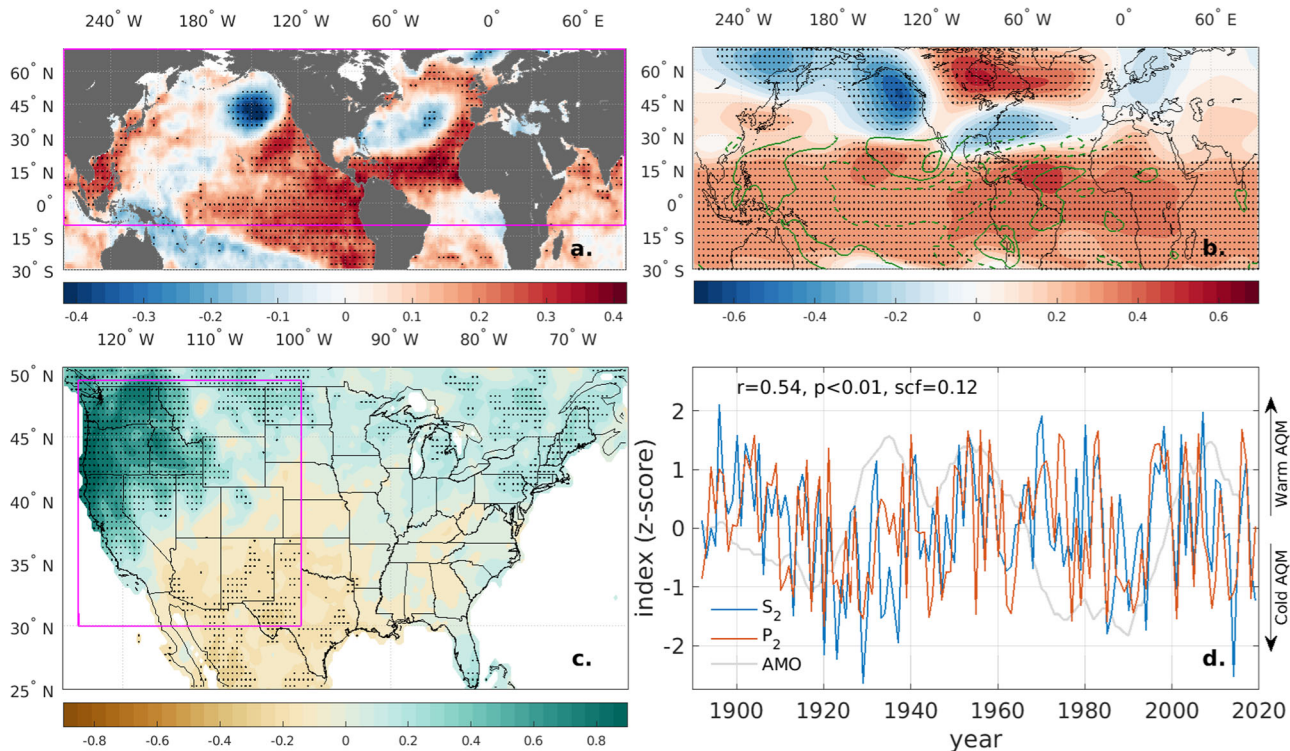 240° W 180° W 120° W 60° W 0° 60° E
60° N
45° N
30° N
15° N
0°
15° S
30° S
a.
-0.4 -0.3 -0.2 -0.1 0 0.1 0.2 0.3 0.4
240° W 180° W 120° W 60° W 0° 60° E
60° N
45° N
30° N
15° N
0°
15° S
30° S
b.
-0.6 -0.4 -0.2 0 0.2 0.4 0.6
120° W 110° W 100° W 90° W 80° W 70° W
50° N
45° N
40° N
35° N
30° N
25° N
c.
-0.8 -0.6 -0.4 -0.2 0 0.2 0.4 0.6 0.8
r=0.54, p<0.01, scf=0.12
2
1
0
-1
-2
index (z-score)
S₂
P₂
AMO
d.
Warm AQM
Cold AQM
1900 1920 1940 1960 1980 2000 2020
year